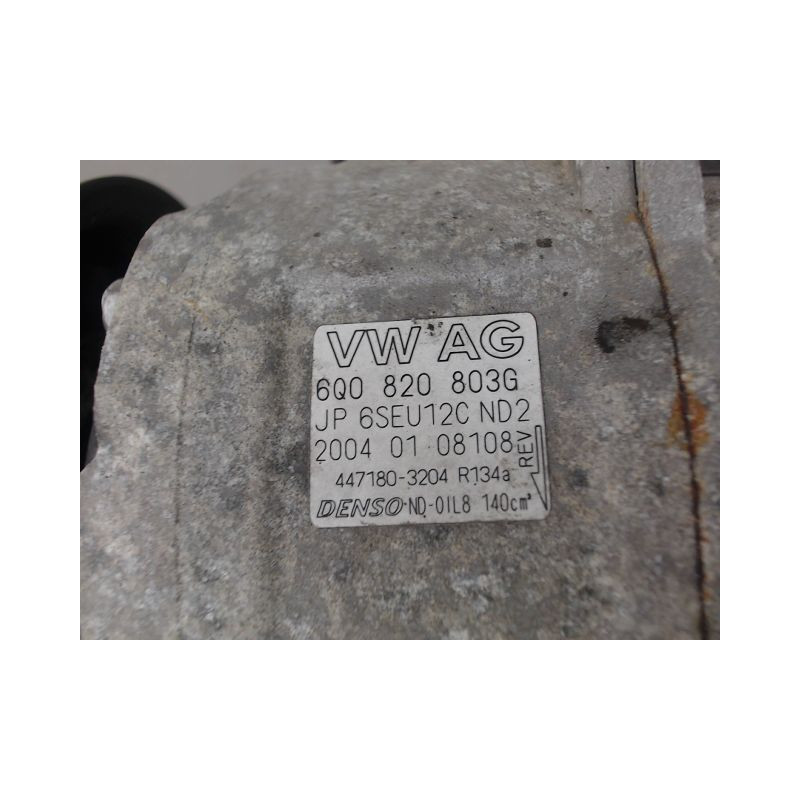 VW AG
6Q0 820 803G
JP 6SEU12C ND2
2004 01 08108
REV
447180-3204 R134a
DENSO-ND-OIL8 140cm³